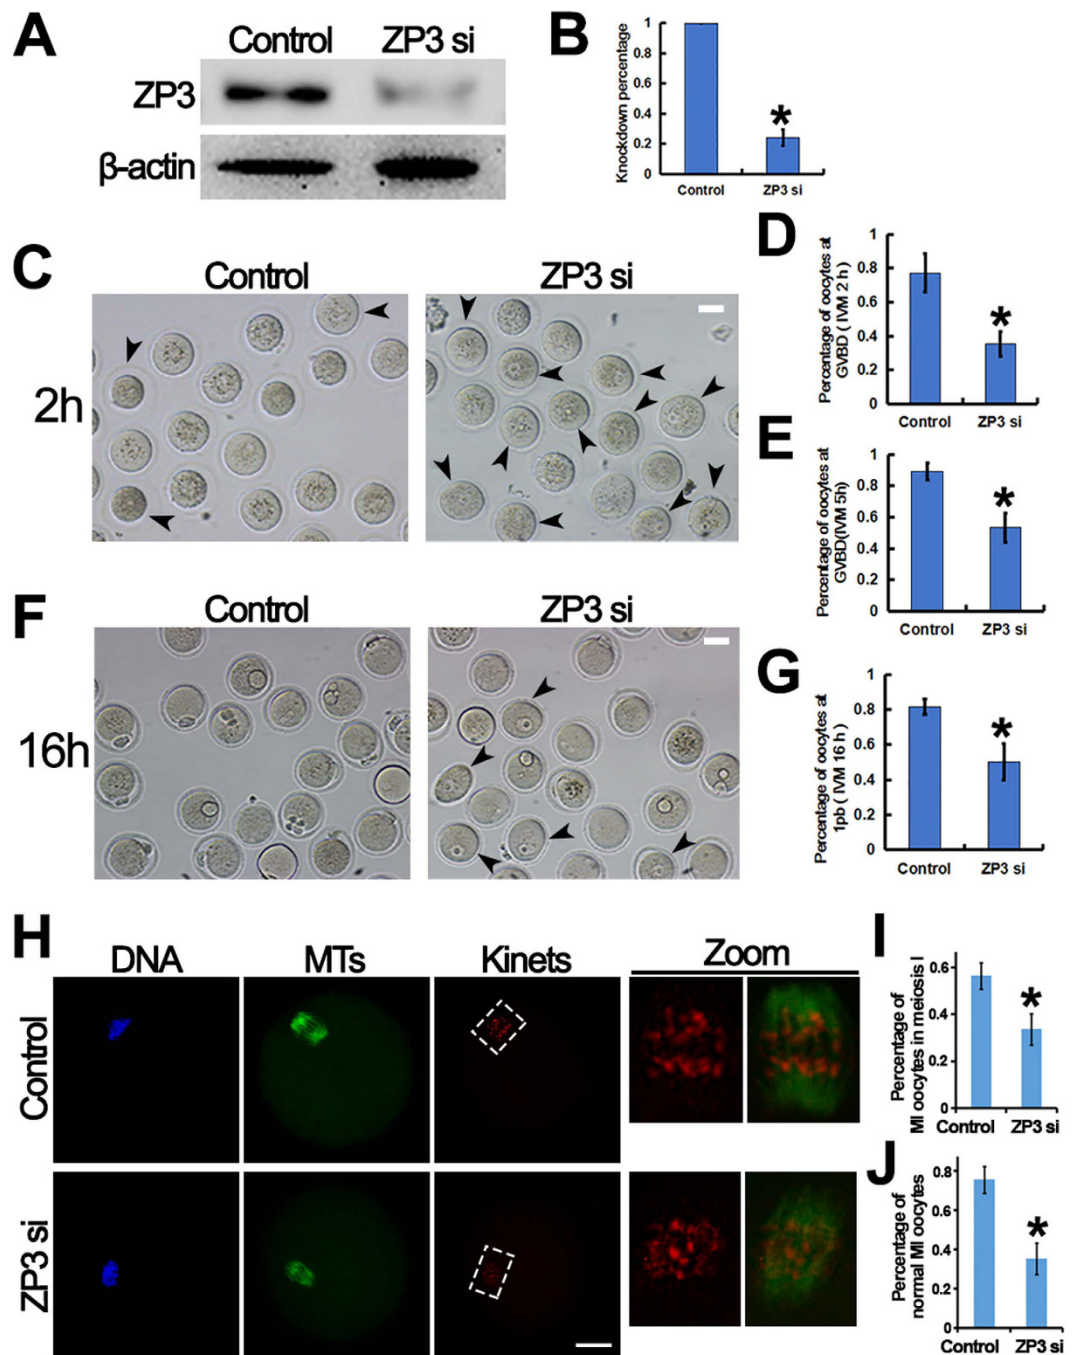 A
Control ZP3 si
ZP3
β-actin
B
Knockdown percentage
1
0.8
0.6
0.4
0.2
0
*
Control ZP3 si
C
Control ZP3 si
2h
D
Percentage of oocytes at
GVBD ( IVM 2 h )
1
0.8
0.6
0.4
0.2
0
*
Control ZP3 si
E
Percentage of oocytes at
GVBD(IVM 5h)
1
0.8
0.6
0.4
0.2
0
*
Control ZP3 si
F
Control ZP3 si
16h
G
Percentage of oocytes at
1pb ( IVM 16 h )
1
0.8
0.6
0.4
0.2
0
*
Control ZP3 si
H
DNA MTs Kinets Zoom
Control
ZP3 si
I
Percentage of
MI oocytes in meiosis I
0.6
0.4
0.2
0
*
Control ZP3 si
J
Percentage of
normal MI oocytes
0.8
0.6
0.4
0.2
0
*
Control ZP3 si